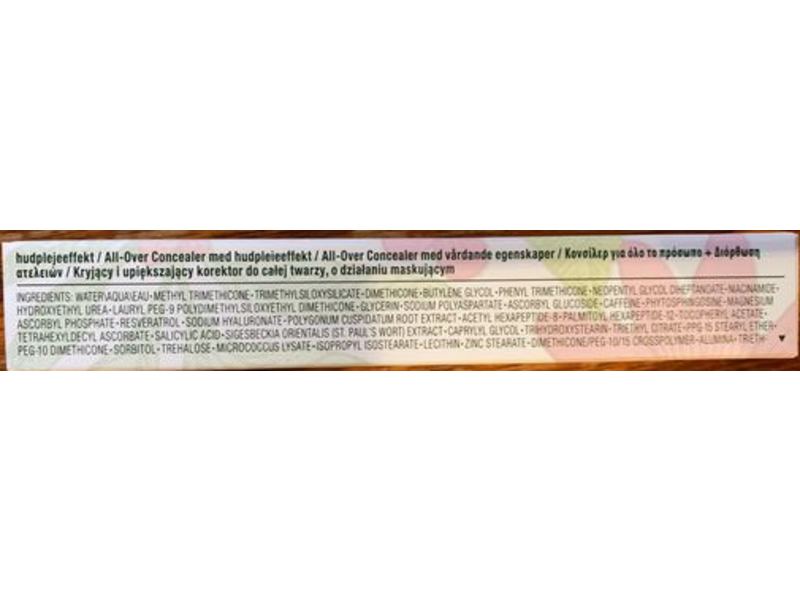 hudplejeeffekt / All-Over Concealer med hudpleieeffekt / All-Over Concealer med vårdande egenskaper / Κονσίλερ για όλο το πρόσωπο + Διόρθωση
ατελειών / Kryjący i upiększający korektor do całej twarzy, o działaniu maskującym
INGREDIENTS: WATER\AQUA\EAU • METHYL TRIMETHICONE • TRIMETHYLSILOXYSILICATE • DIMETHICONE • BUTYLENE GLYCOL • PHENYL TRIMETHICONE • NEOPENTYL GLYCOL DIHEPTANOATE • NIACINAMIDE •
HYDROXYETHYL UREA • LAURYL PEG-9 POLYDIMETHYLSILOXYETHYL DIMETHICONE • GLYCERIN • SODIUM POLYASPARTATE • ASCORBYL GLUCOSIDE • CAFFEINE • PHYTOSPHINGOSINE • MAGNESIUM
ASCORBYL PHOSPHATE • RESVERATROL • SODIUM HYALURONATE • POLYGONUM CUSPIDATUM ROOT EXTRACT • ACETYL HEXAPEPTIDE-8 • PALMITOYL HEXAPEPTIDE-12 • TOCOPHERYL ACETATE •
TETRAHEXYLDECYL ASCORBATE • SALICYLIC ACID • SIGESBECKIA ORIENTALIS (ST. PAUL'S WORT) EXTRACT • CAPRYLYL GLYCOL • TRIHYDROXYSTEARIN • TRIETHYL CITRATE • PPG-15 STEARYL ETHER •
PEG-10 DIMETHICONE • SORBITOL • TREHALOSE • MICROCOCCUS LYSATE • ISOPROPYL ISOSTEARATE • LECITHIN • ZINC STEARATE • DIMETHICONE/PEG-10/15 CROSSPOLYMER • ALUMINA • TRIETH- ▼